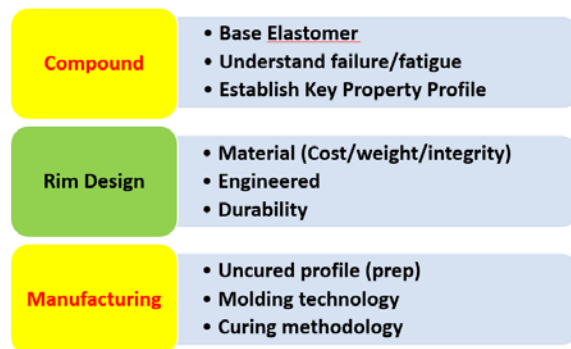 Compound
• Base Elastomer
• Understand failure/fatigue
• Establish Key Property Profile
Rim Design
• Material (Cost/weight/integrity)
• Engineered
• Durability
Manufacturing
• Uncured profile (prep)
• Molding technology
• Curing methodology